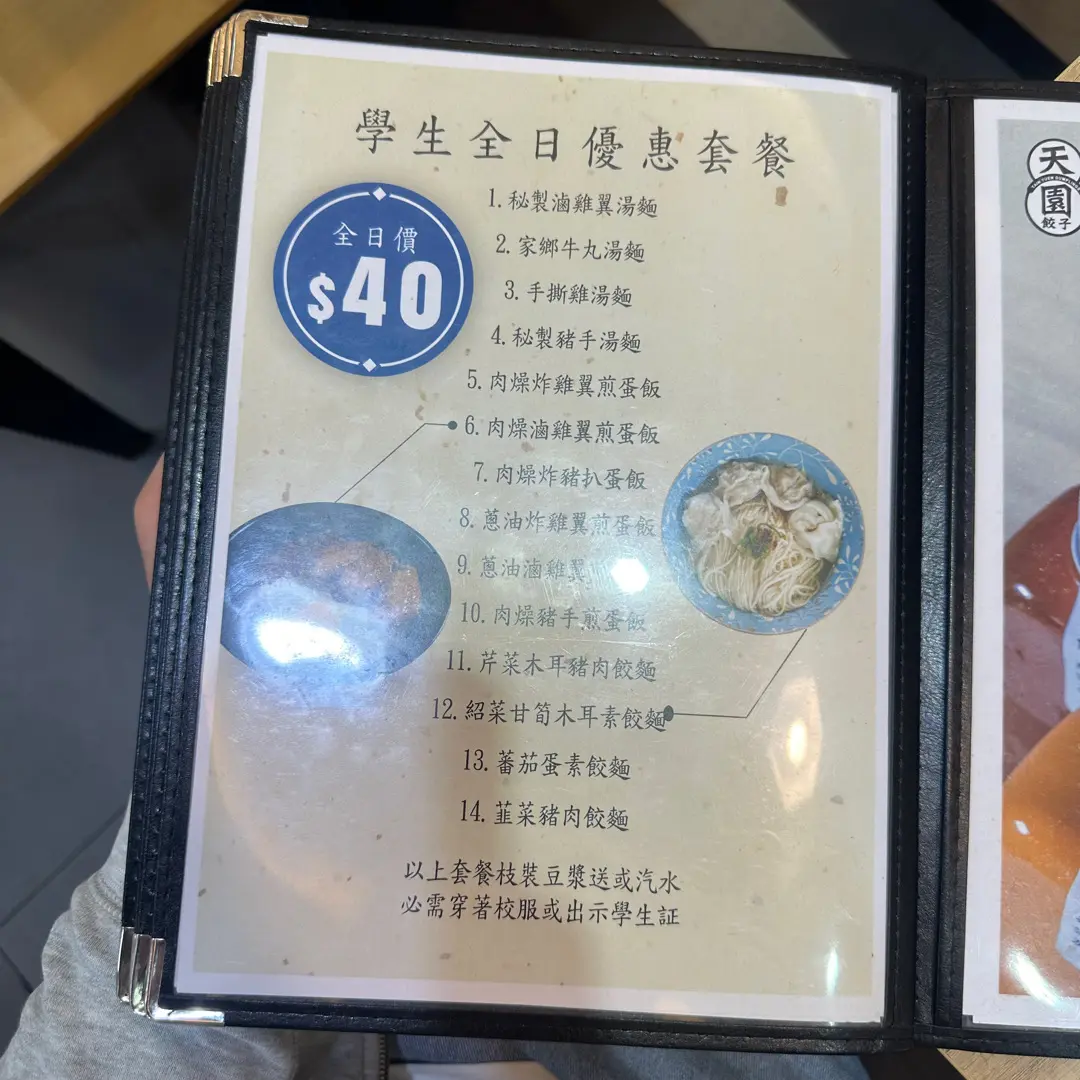 學生全日優惠套餐
全日價
$40
1. 秘製滷雞翼湯麵
2. 家鄉牛丸湯麵
3. 手撕雞湯麵
4. 秘製豬手湯麵
5. 肉燥炸雞翼煎蛋飯
6. 肉燥滷雞翼煎蛋飯
7. 肉燥炸豬扒蛋飯
8. 蔥油炸雞翼煎蛋飯
9. 蔥油滷雞翼
10. 肉燥豬手煎蛋飯
11. 芹菜木耳豬肉餃麵
12. 紹菜甘筍木耳素餃麵
13. 蕃茄蛋素餃麵
14. 韮菜豬肉餃麵
以上套餐枝裝豆漿送或汽水
必需穿著校服或出示學生証
天
園
餃子